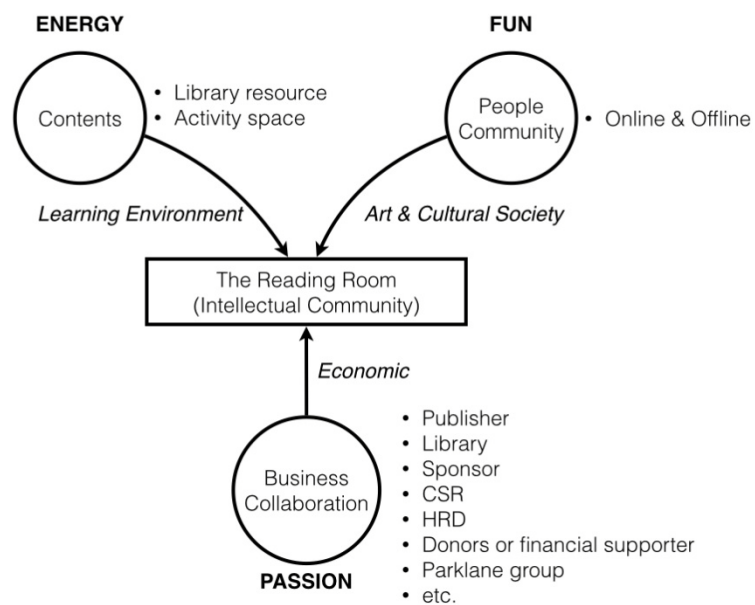 ENERGY
Contents
• Library resource
• Activity space
Learning Environment
FUN
People
Community
• Online & Offline
Art & Cultural Society
The Reading Room
(Intellectual Community)
Economic
Business
Collaboration
PASSION
• Publisher
• Library
• Sponsor
• CSR
• HRD
• Donors or financial supporter
• Parklane group
• etc.